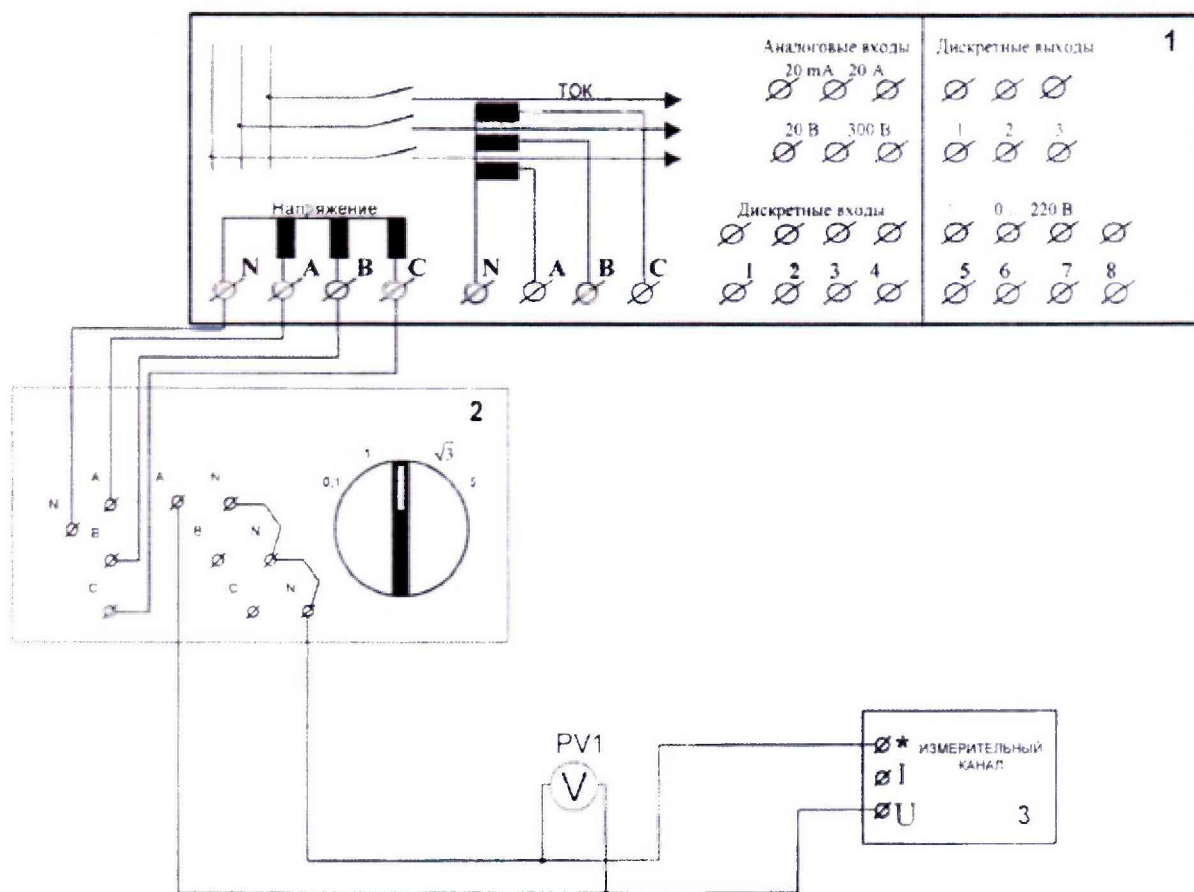 Аналоговые входы Дискретные выходы 1
20 mA 20 A
ТОК
20 В 300 В 1 2 3
Напряжение
Дискретные входы 0 220 В
N A B C N A B C
1 2 3 4 5 6 7 8
2
1 √3
0,1 5
A A N
N B B N
C C N
PV1
V
* ИЗМЕРИТЕЛЬНЫЙ
КАНАЛ
I
U 3